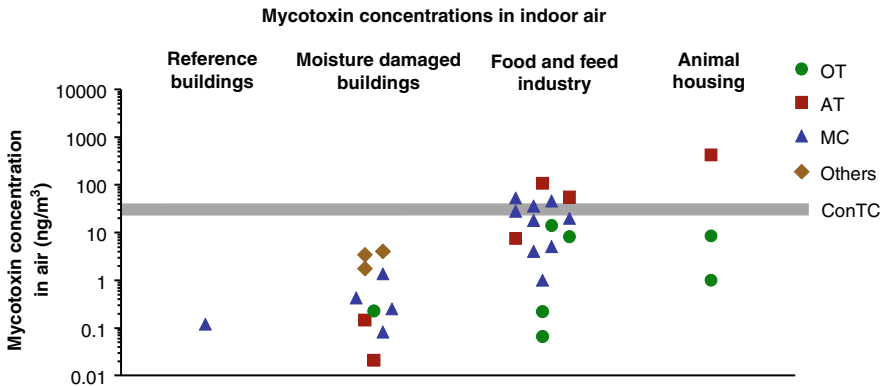 Mycotoxin concentrations in indoor air
Reference
buildings
Moisture damaged
buildings
Food and feed
industry
Animal
housing
Mycotoxin concentration
in air (ng/m³)
10000
1000
100
10
1
0.1
0.01
OT
AT
MC
Others
ConTC